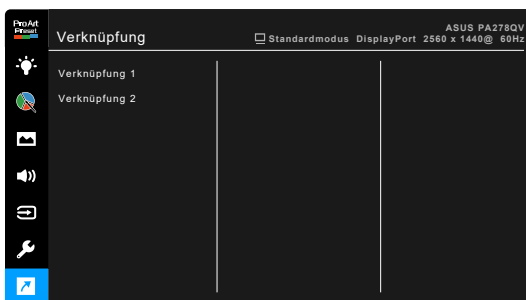 ProArt
Preset
Verknüpfung
ASUS PA278QV
Standardmodus DisplayPort 2560 x 1440@ 60Hz
Verknüpfung 1
Verknüpfung 2